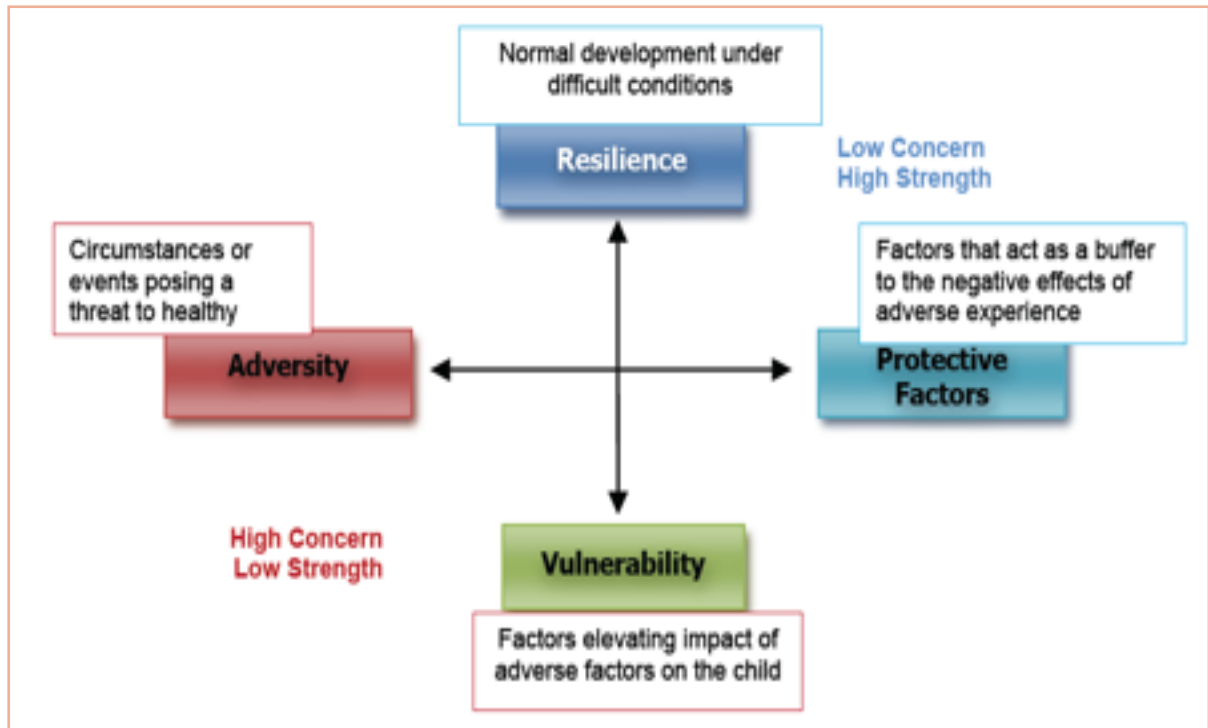 Normal development under
difficult conditions
Resilience
Low Concern
High Strength
Circumstances or
events posing a
threat to healthy
Adversity
Factors that act as a buffer
to the negative effects of
adverse experience
Protective
Factors
High Concern
Low Strength
Vulnerability
Factors elevating impact of
adverse factors on the child